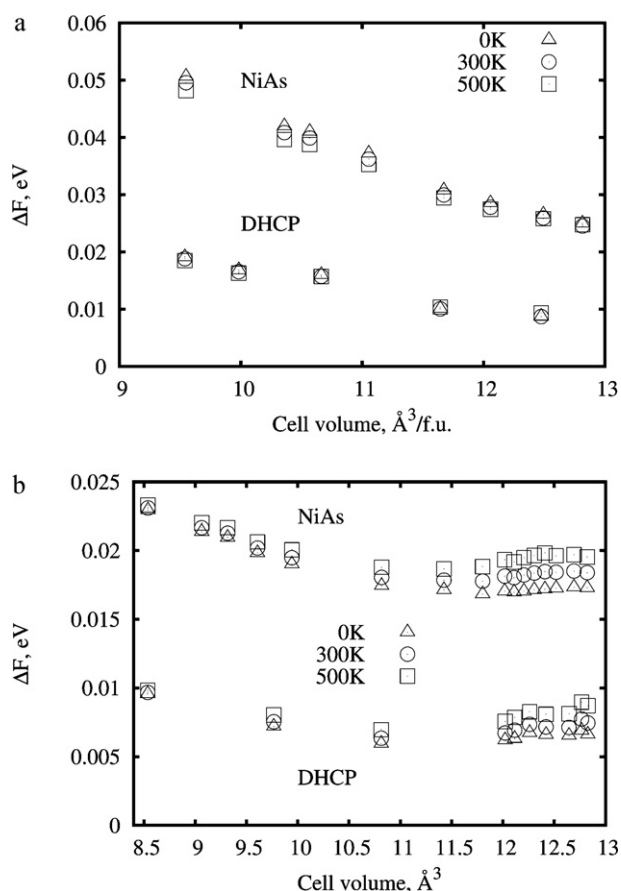 a
0.06
0K
NiAs
300K
0.05
500K
0.04
ΔF, eV
0.03
DHCP
0.02
0.01
0
9 10 11 12 13
Cell volume, Å³/f.u.
b
0.025
NiAs
0.02
0.015
0K
ΔF, eV
300K
500K
0.01
0.005
DHCP
0
8.5 9 9.5 10 10.5 11 11.5 12 12.5 13
Cell volume, Å³